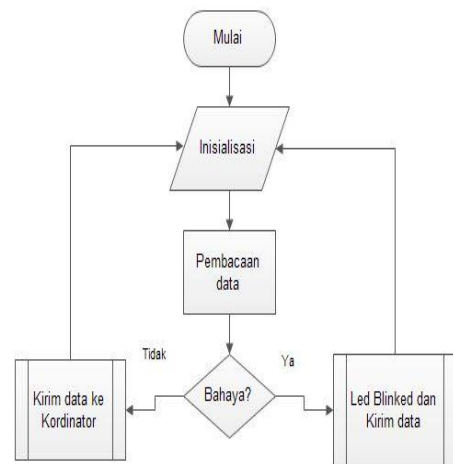 Mulai
Inisialisasi
Pembacaan
data
Tidak
Ya
Kirim data ke
Kordinator
Bahaya?
Led Blinked dan
Kirim data